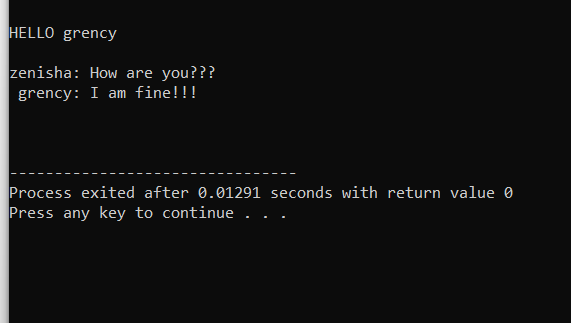 HELLO grency
zenisha: How are you???
grency: I am fine!!!
--------------------------------
Process exited after 0.01291 seconds with return value 0
Press any key to continue . . .